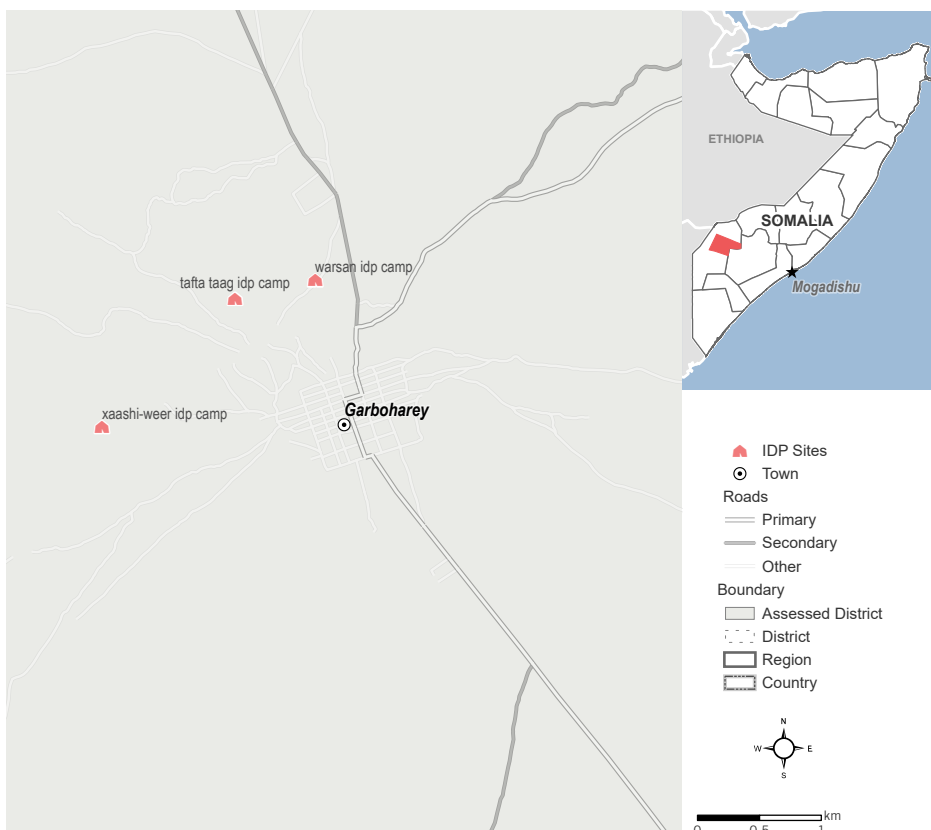 warsan idp camp
tafta taag idp camp
xaashi-weer idp camp
Garboharey
ETHIOPIA
SOMALIA
Mogadishu
IDP Sites
Town
Roads
Primary
Secondary
Other
Boundary
Assessed District
District
Region
Country
N
W E
S
km
0 0.5 1